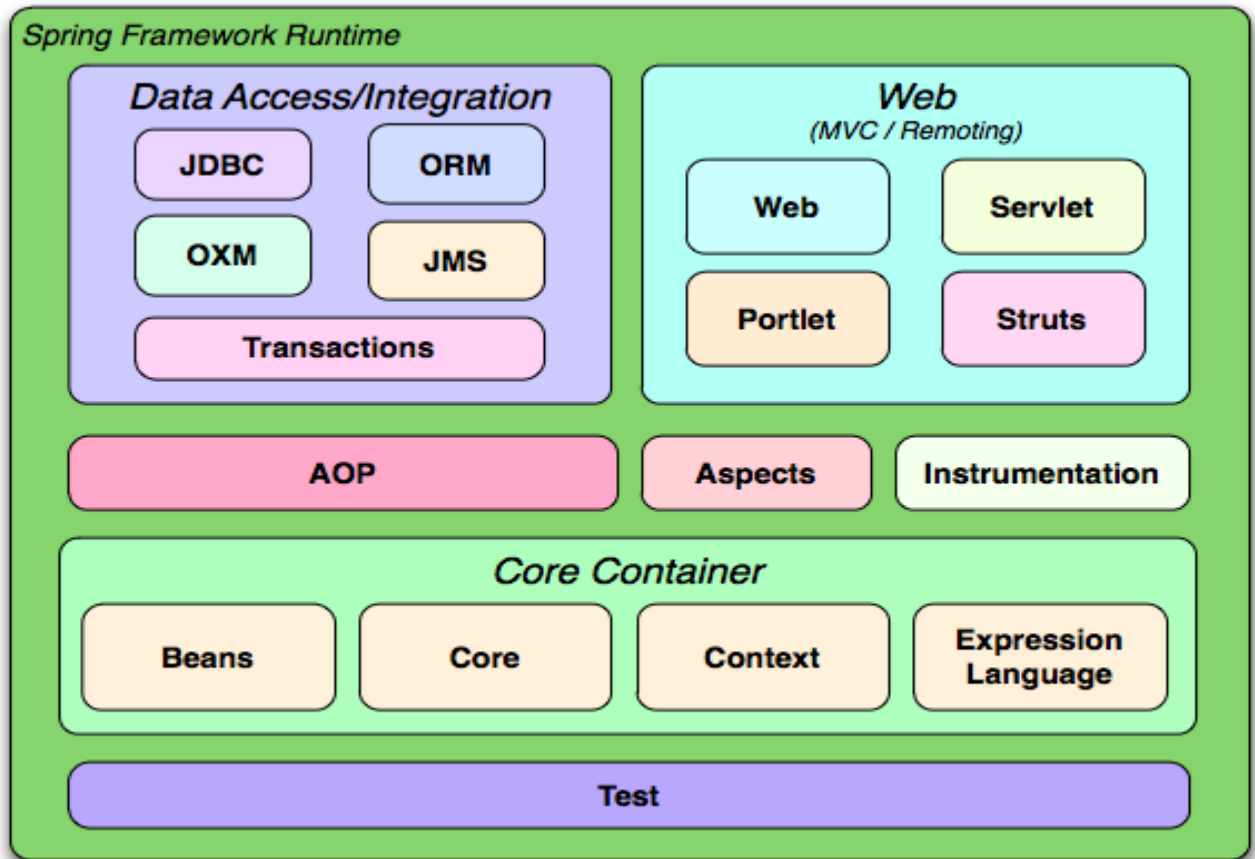 Spring Framework Runtime
Data Access/Integration
JDBC
ORM
OXM
JMS
Transactions
Web
(MVC / Remoting)
Web
Servlet
Portlet
Struts
AOP
Aspects
Instrumentation
Core Container
Beans
Core
Context
Expression
Language
Test